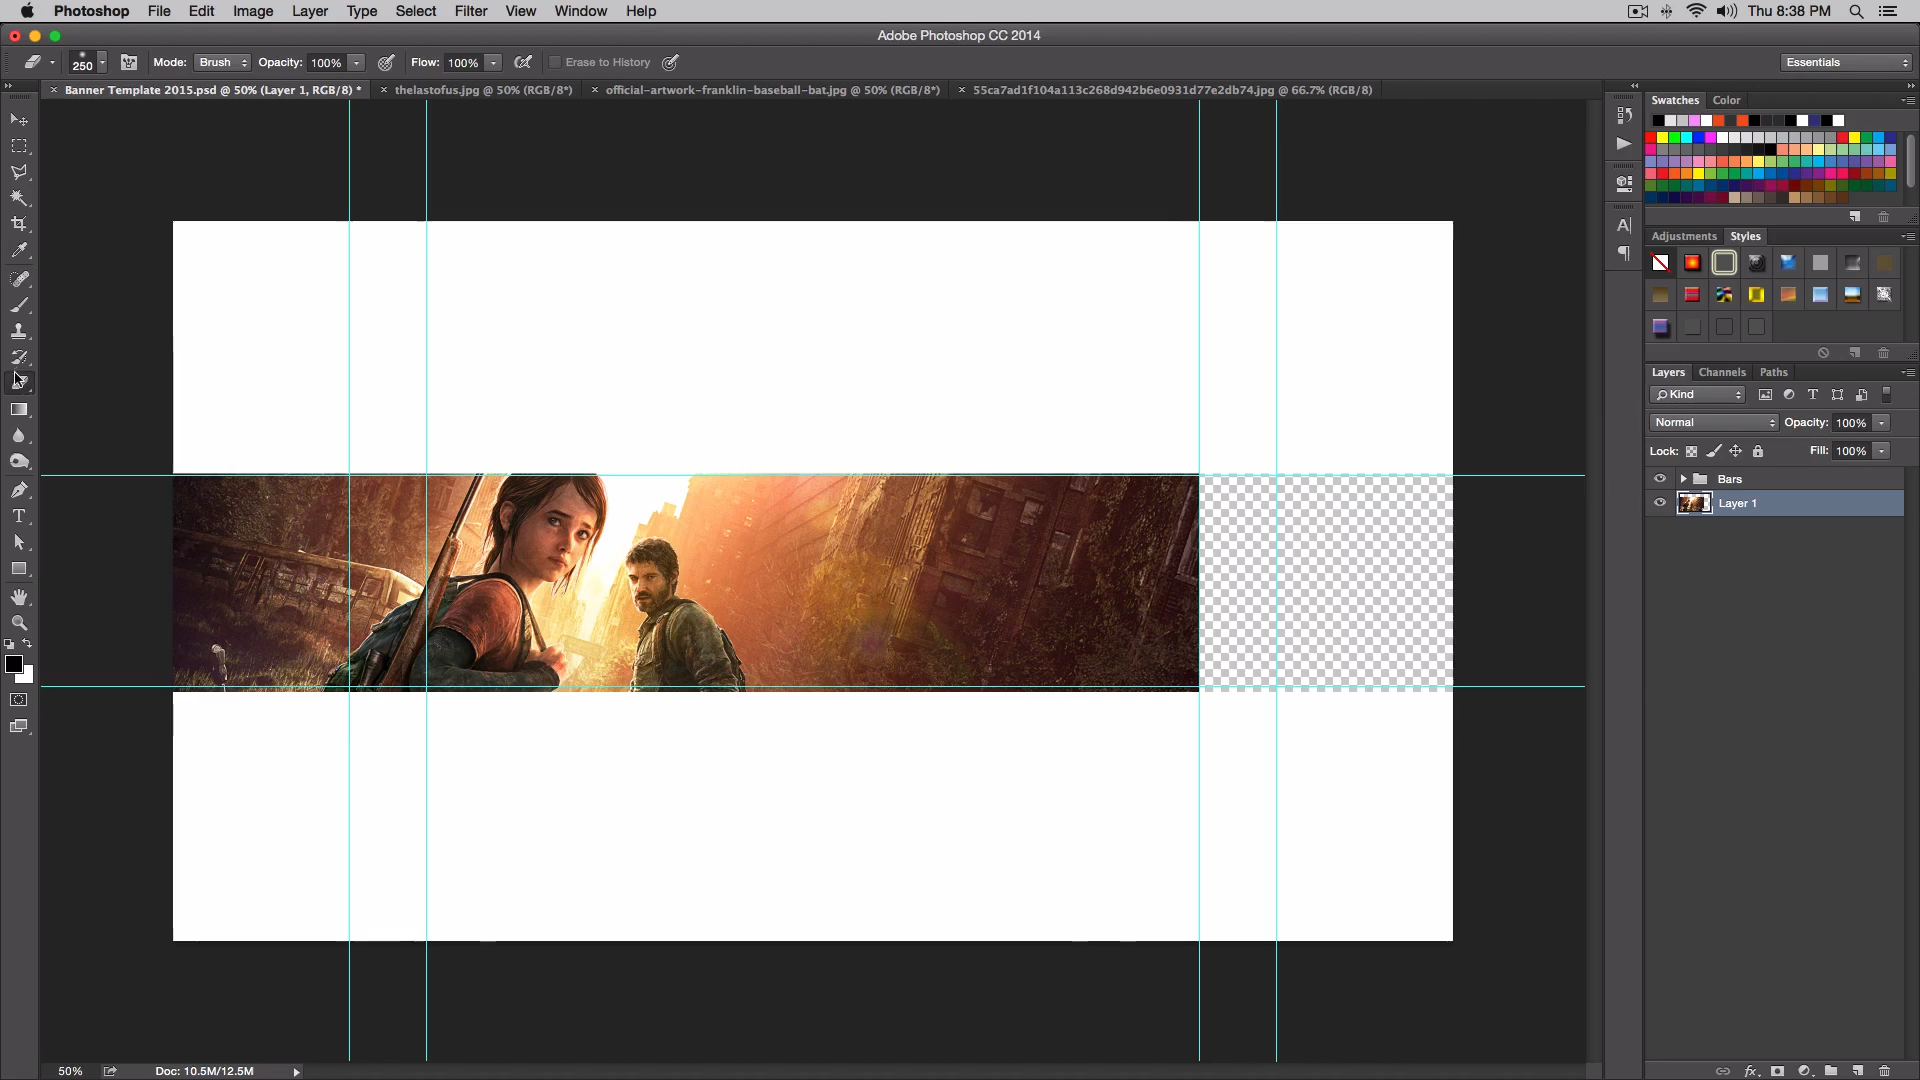 Photoshop File Edit Image Layer Type Select Filter View Window Help Thu 8:38 PM
Adobe Photoshop CC 2014
250 Mode: Brush Opacity: 100% Flow: 100% Erase to History Essentials
Banner Template 2015.psd @ 50% (Layer 1, RGB/8) * thelastofus.jpg @ 50% (RGB/8*) official-artwork-franklin-baseball-bat.jpg @ 50% (RGB/8*) 55ca7ad1f104a113c268d942b6e0931d77e2db74.jpg @ 66.7% (RGB/8)
Swatches Color
Adjustments Styles
Layers Channels Paths
Kind
Normal Opacity: 100%
Lock: Fill: 100%
Bars
Layer 1
50% Doc: 10.5M/12.5M